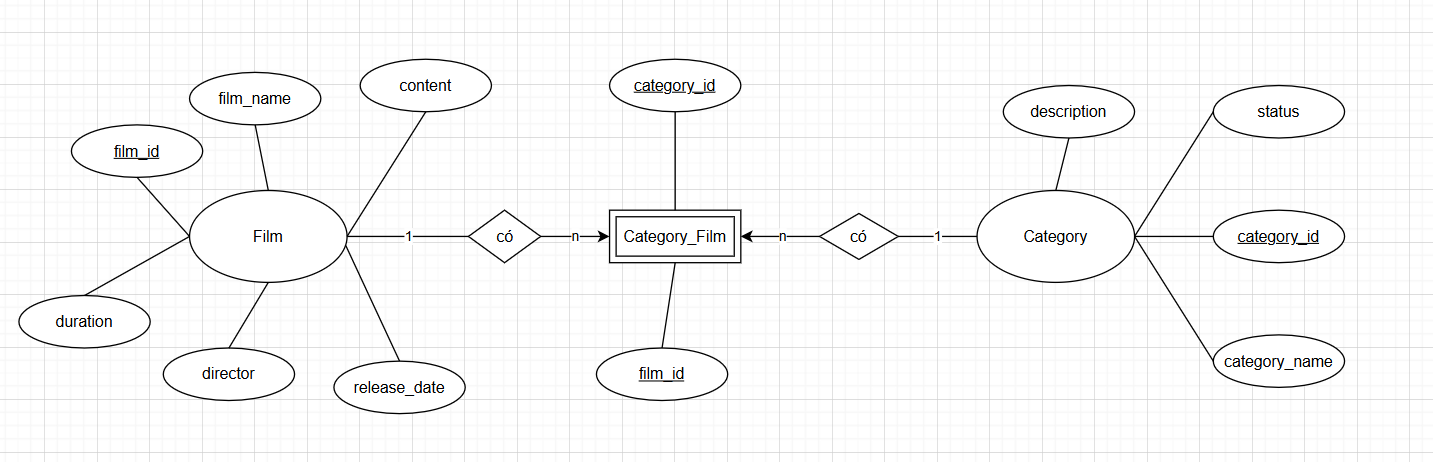 content
category_id
film_name
description
status
film_id
Film
1
có
n
Category_Film
n
có
1
Category
category_id
duration
director
release_date
film_id
category_name